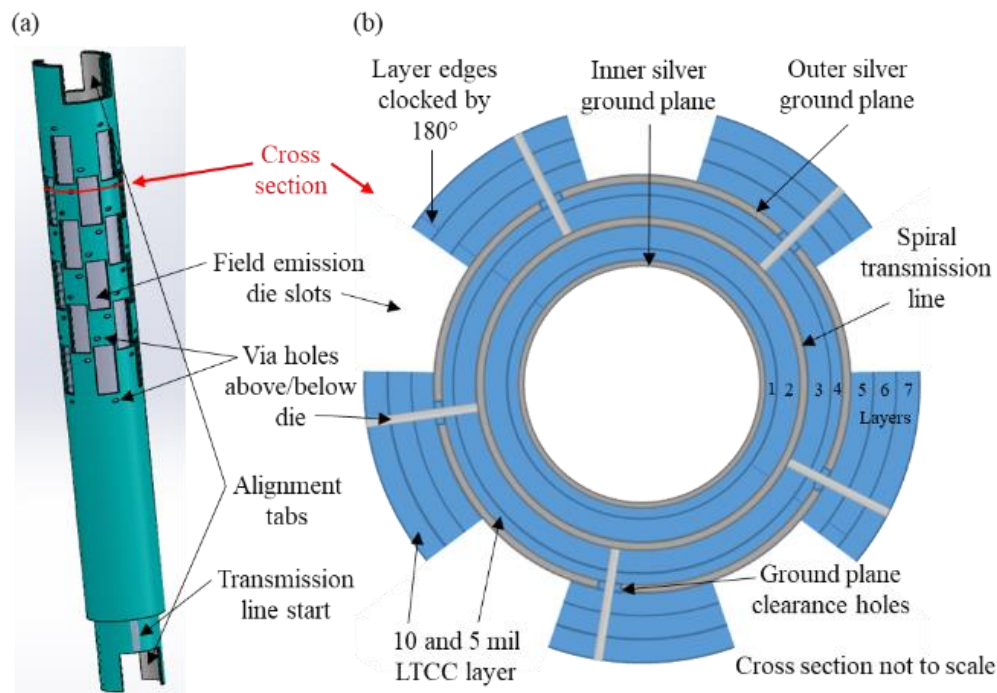 (a)
(b)
Layer edges
clocked by
180°
Inner silver
ground plane
Outer silver
ground plane
Cross
section
Spiral
transmission
line
Field emission
die slots
Via holes
above/below
die
1 2 3 4 5 6 7
Layers
Alignment
tabs
Transmission
line start
Ground plane
clearance holes
10 and 5 mil
LTCC layer
Cross section not to scale